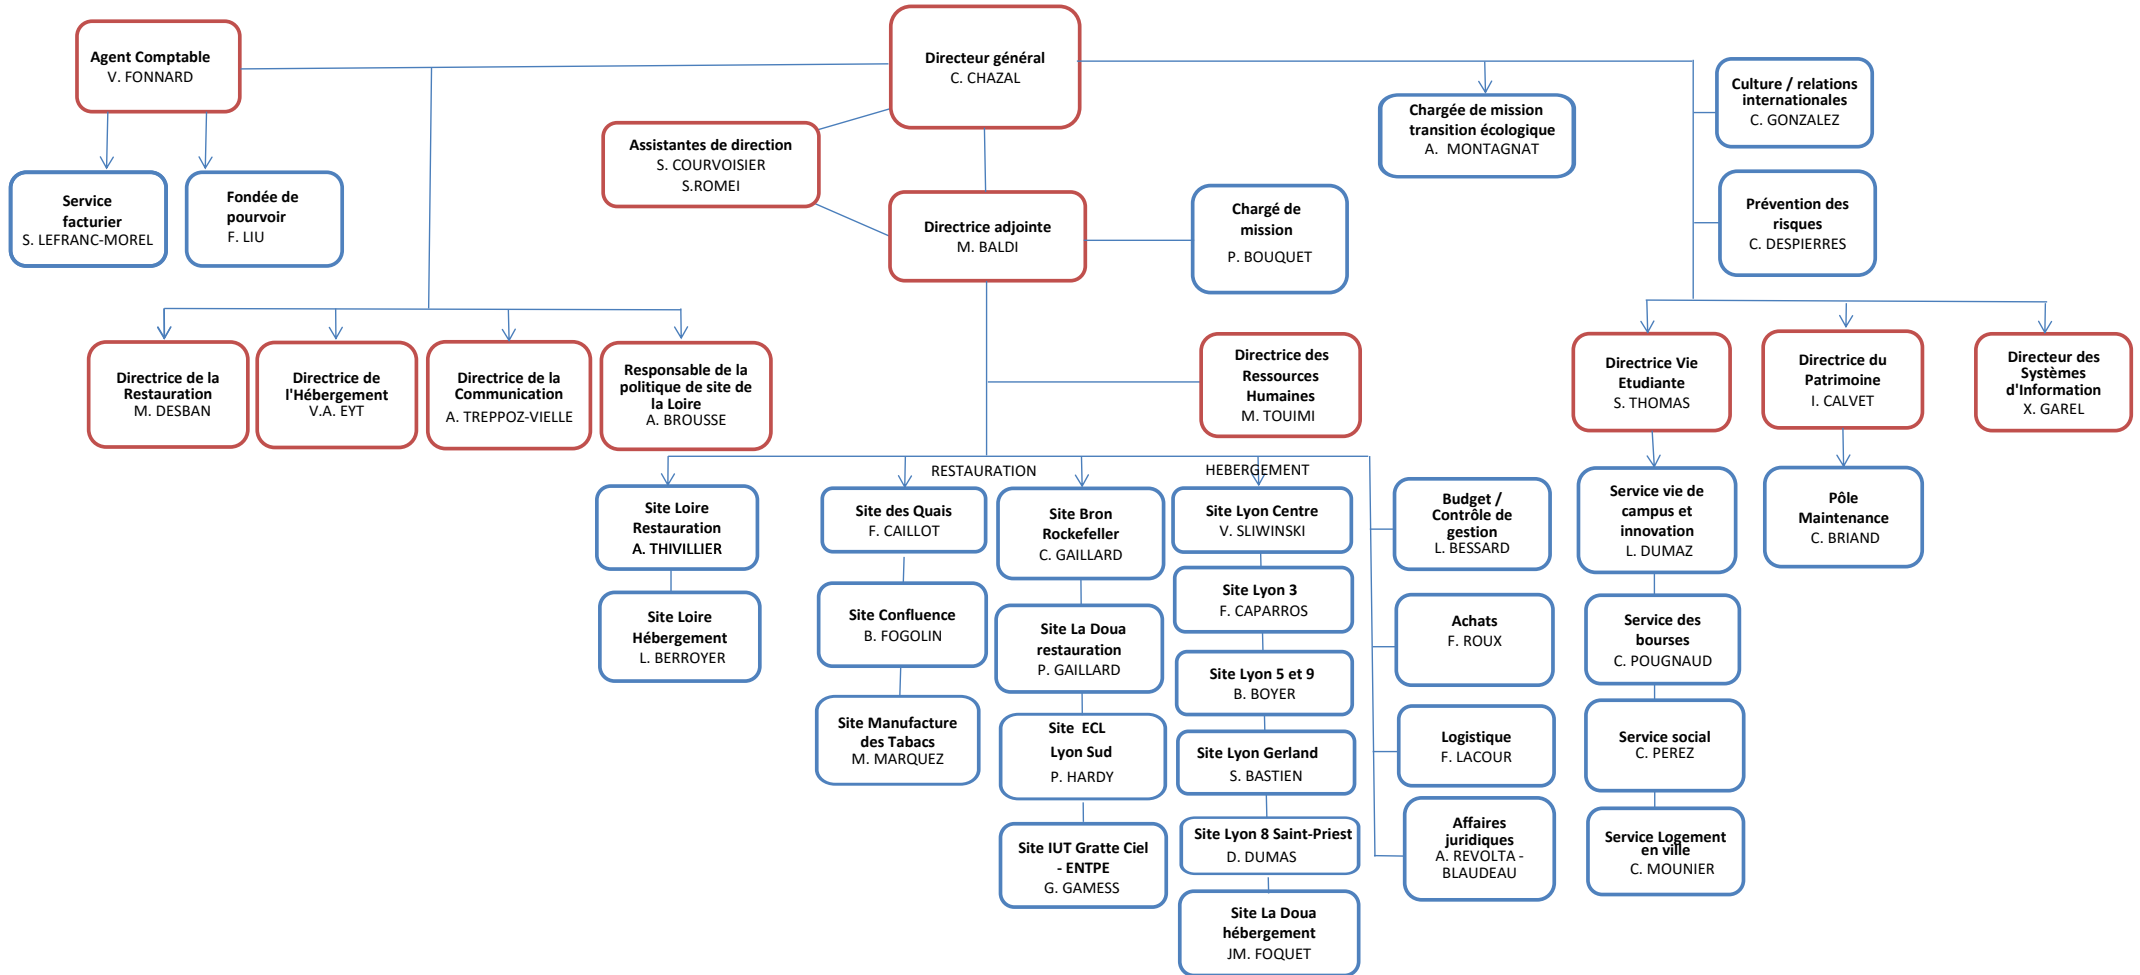 Agent Comptable
V. FONNARD
Directeur général
C. CHAZAL
Culture / relations
internationales
C. GONZALEZ
Chargée de mission
transition écologique
A. MONTAGNAT
Assistantes de direction
S. COURVOISIER
S.ROMEI
Service
facturier
S. LEFRANC-MOREL
Fondée de
pourvoir
F. LIU
Directrice adjointe
M. BALDI
Chargé de
mission
P. BOUQUET
Prévention des
risques
C. DESPIERRES
Directrice de la
Restauration
M. DESBAN
Directrice de
l'Hébergement
V.A. EYT
Directrice de la
Communication
A. TREPPOZ-VIELLE
Responsable de la
politique de site de
la Loire
A. BROUSSE
Directrice des
Ressources
Humaines
M. TOUIMI
Directrice Vie
Etudiante
S. THOMAS
Directrice du
Patrimoine
I. CALVET
Directeur des
Systèmes
d'Information
X. GAREL
RESTAURATION
HEBERGEMENT
Site Loire
Restauration
A. THIVILLIER
Site Loire
Hébergement
L. BERROYER
Site des Quais
F. CAILLOT
Site Confluence
B. FOGOLIN
Site Manufacture
des Tabacs
M. MARQUEZ
Site Bron
Rockefeller
C. GAILLARD
Site La Doua
restauration
P. GAILLARD
Site ECL
Lyon Sud
P. HARDY
Site IUT Gratte Ciel
- ENTPE
G. GAMESS
Site Lyon Centre
V. SLIWINSKI
Site Lyon 3
F. CAPARROS
Site Lyon 5 et 9
B. BOYER
Site Lyon Gerland
S. BASTIEN
Site Lyon 8 Saint-Priest
D. DUMAS
Site La Doua
hébergement
JM. FOQUET
Budget /
Contrôle de
gestion
L. BESSARD
Achats
F. ROUX
Logistique
F. LACOUR
Affaires
juridiques
A. REVOLTA -
BLAUDEAU
Service vie de
campus et
innovation
L. DUMAZ
Service des
bourses
C. POUGNAUD
Service social
C. PEREZ
Service Logement
en ville
C. MOUNIER
Pôle
Maintenance
C. BRIAND